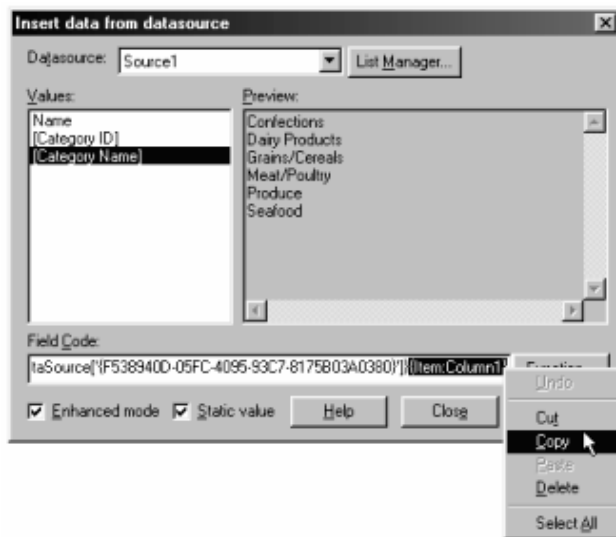 Insert data from datasource
Datasource: Source1 List Manager...
Values:
Name
[Category ID]
[Category Name]
Preview:
Confections
Dairy Products
Grains/Cereals
Meat/Poultry
Produce
Seafood
Field Code:
taSource['{F538940D-05FC-4095-93C7-8175B03A0380}']}{Item:Column1} Function...
Enhanced mode Static value Help Close
Undo
Cut
Copy
Paste
Delete
Select All